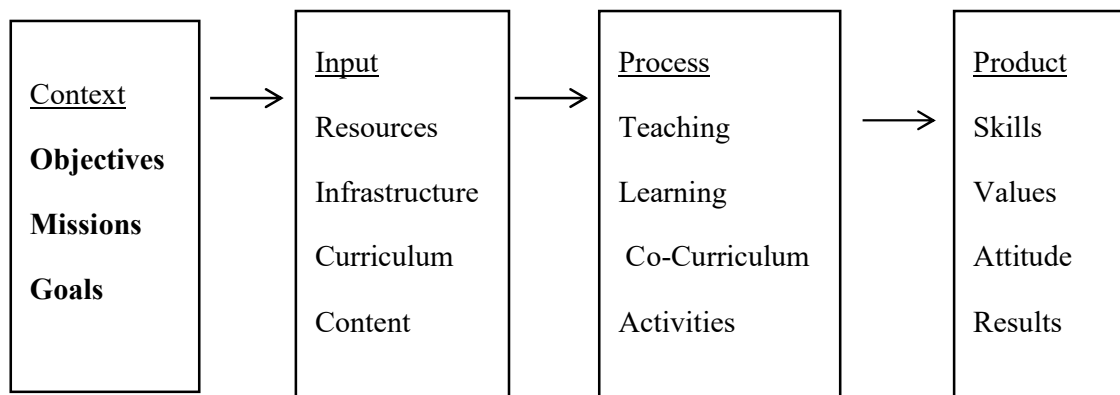 Context
Objectives
Missions
Goals
Input
Resources
Infrastructure
Curriculum
Content
Process
Teaching
Learning
Co-Curriculum
Activities
Product
Skills
Values
Attitude
Results